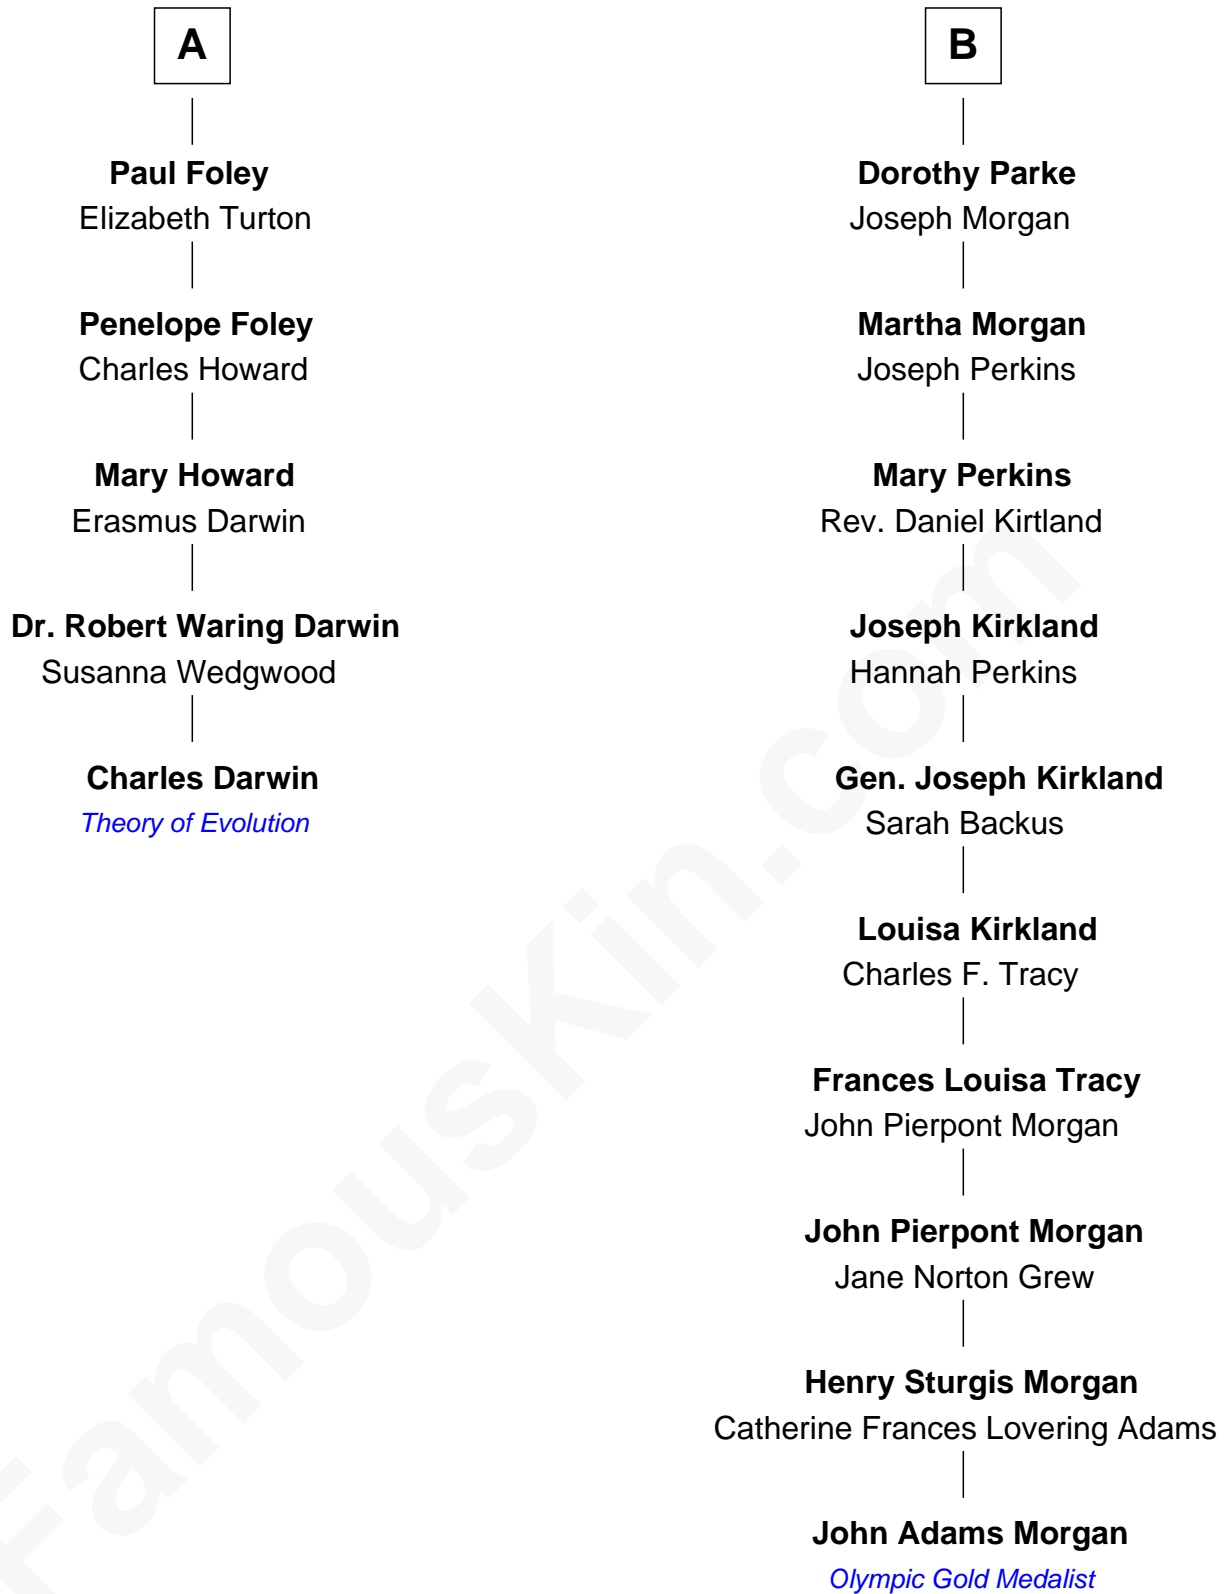 A
Paul Foley
Elizabeth Turton
Penelope Foley
Charles Howard
Mary Howard
Erasmus Darwin
Dr. Robert Waring Darwin
Susanna Wedgwood
Charles Darwin
Theory of Evolution
B
Dorothy Parke
Joseph Morgan
Martha Morgan
Joseph Perkins
Mary Perkins
Rev. Daniel Kirtland
Joseph Kirkland
Hannah Perkins
Gen. Joseph Kirkland
Sarah Backus
Louisa Kirkland
Charles F. Tracy
Frances Louisa Tracy
John Pierpont Morgan
John Pierpont Morgan
Jane Norton Grew
Henry Sturgis Morgan
Catherine Frances Lovering Adams
John Adams Morgan
Olympic Gold Medalist
FamousKin.com